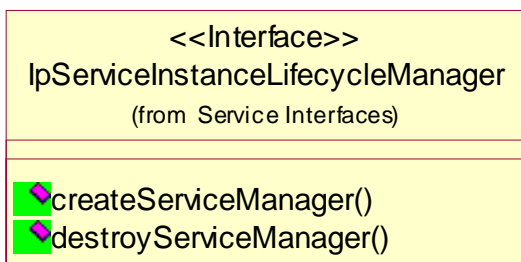 <<Interface>>
IpServiceInstanceLifecycleManager
(from Service Interfaces)
createServiceManager()
destroyServiceManager()